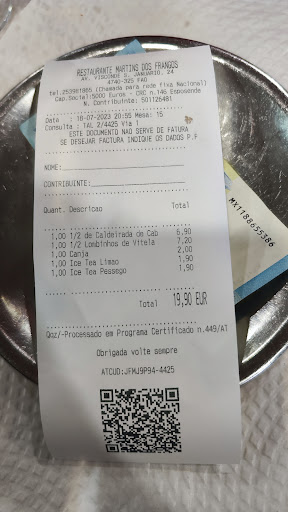 RESTAURANTE MARTINS DOS FRANGOS
AV. VISCONDE S. JANUARIO, 24
4740-325 FAO
tel.253981865 (Chamada para rede fixa Nacional)
Cap.Social:5000 Euros - CRC n.146 Esposende
N. Contribuinte: 501126481
Data : 10-07-2023 20:55 Mesa: 15
Consulta : 1AL 2/4425 Via 1
ESTE DOCUMENTO NAO SERVE DE FATURA
SE DESEJAR FACTURA INDIQUE OS DADOS P.F
NOME:
CONTRIBUINTE:
Quant. Descricao Total
1,00 1/2 de Caldeirada de Cab 6,90
1,00 1/2 Lombinhos de Vitela 7,20
1,00 Canja 2,00
1,00 Ice Tea Limao 1,90
1,00 Ice Tea Pessego 1,90
Total 19,90 EUR
Qoz/-Processado em Programa Certificado n.449/AT
Obrigada volte sempre
ATCUD:JFMJ9P94-4425
MX1188655386